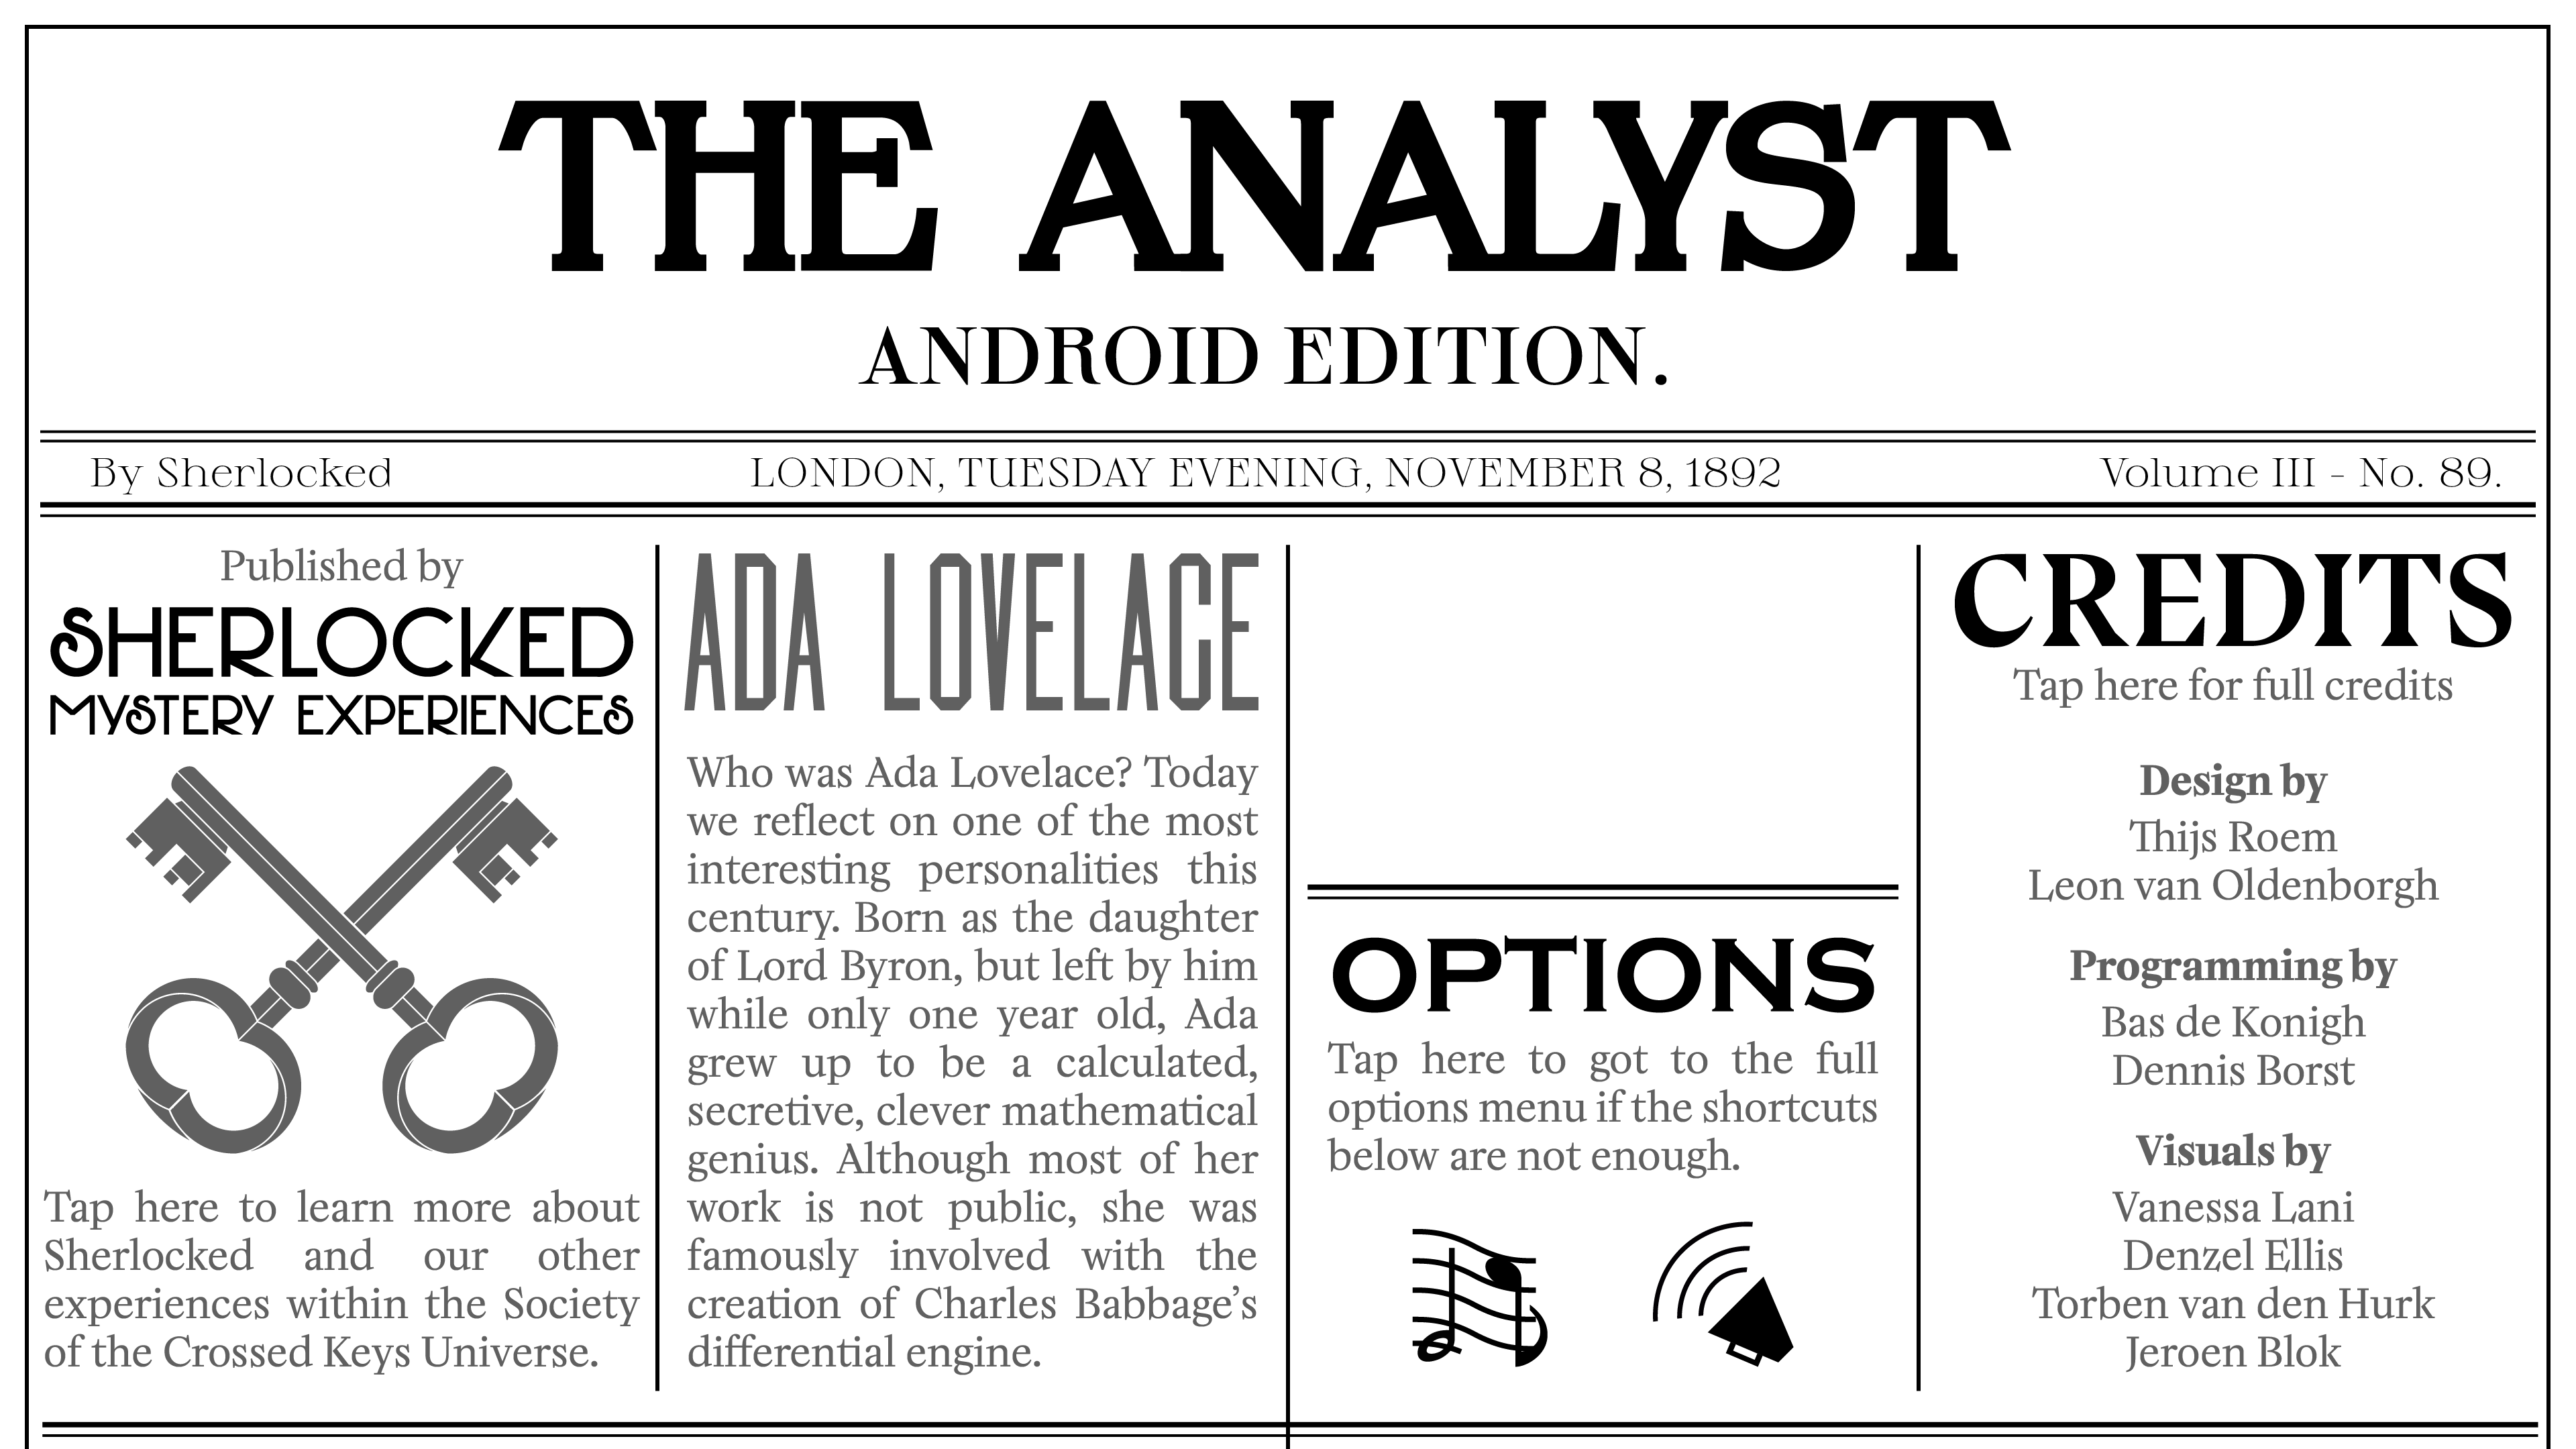 THE ANALYST
ANDROID EDITION.
By Sherlocked
LONDON, TUESDAY EVENING, NOVEMBER 8, 1892
Volume III - No. 89.
Published by
SHERLOCKED
MYSTERY EXPERIENCES
Tap here to learn more about
Sherlocked and our other
experiences within the Society
of the Crossed Keys Universe.
ADA LOVELACE
Who was Ada Lovelace? Today
we reflect on one of the most
interesting personalities this
century. Born as the daughter
of Lord Byron, but left by him
while only one year old, Ada
grew up to be a calculated,
secretive, clever mathematical
genius. Although most of her
work is not public, she was
famously involved with the
creation of Charles Babbage’s
differential engine.
OPTIONS
Tap here to got to the full
options menu if the shortcuts
below are not enough.
CREDITS
Tap here for full credits
Design by
Thijs Roem
Leon van Oldenborgh
Programming by
Bas de Konigh
Dennis Borst
Visuals by
Vanessa Lani
Denzel Ellis
Torben van den Hurk
Jeroen Blok